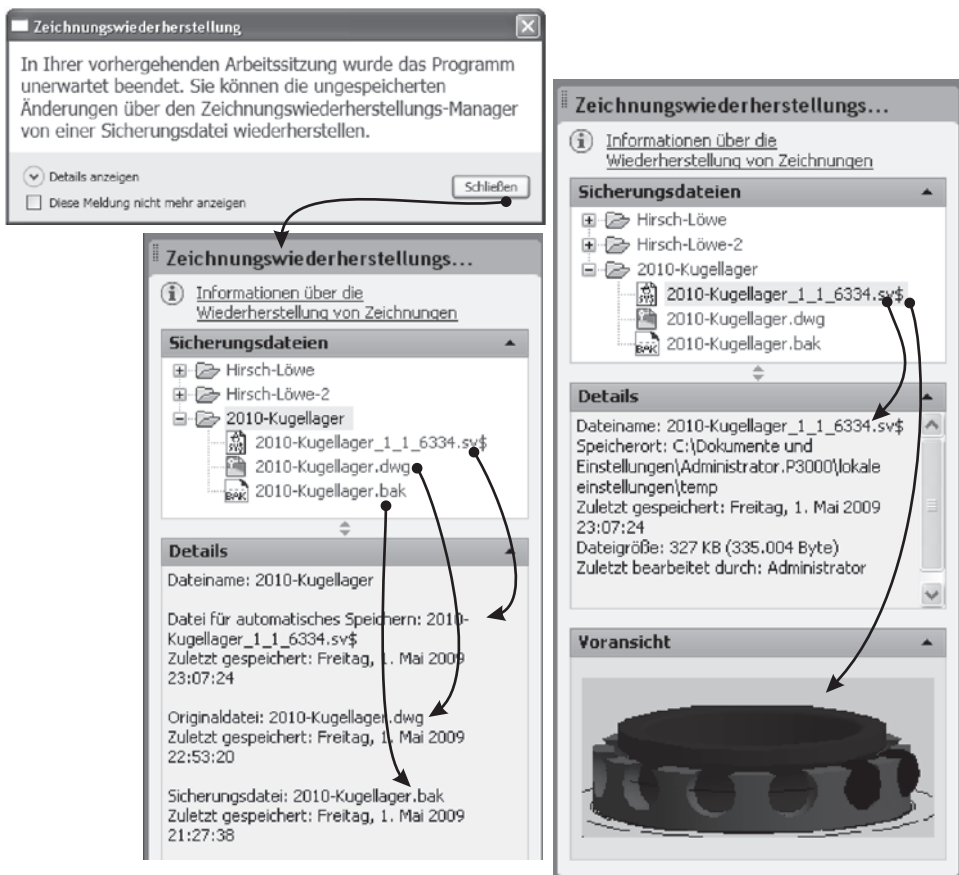 Zeichnungswiederherstellung
In Ihrer vorhergehenden Arbeitssitzung wurde das Programm
unerwartet beendet. Sie können die ungespeicherten
Änderungen über den Zeichnungswiederherstellungs-Manager
von einer Sicherungsdatei wiederherstellen.
Details anzeigen
Schließen
Diese Meldung nicht mehr anzeigen
Zeichnungswiederherstellungs...
Informationen über die
Wiederherstellung von Zeichnungen
Sicherungsdateien
Hirsch-Löwe
Hirsch-Löwe-2
2010-Kugellager
2010-Kugellager_1_1_6334.sv$
2010-Kugellager.dwg
BAK 2010-Kugellager.bak
Details
Dateiname: 2010-Kugellager
Datei für automatisches Speichern: 2010-
Kugellager_1_1_6334.sv$
Zuletzt gespeichert: Freitag, 1. Mai 2009
23:07:24
Originaldatei: 2010-Kugellager.dwg
Zuletzt gespeichert: Freitag, 1. Mai 2009
22:53:20
Sicherungsdatei: 2010-Kugellager.bak
Zuletzt gespeichert: Freitag, 1. Mai 2009
21:27:38
Zeichnungswiederherstellungs...
Informationen über die
Wiederherstellung von Zeichnungen
Sicherungsdateien
Hirsch-Löwe
Hirsch-Löwe-2
2010-Kugellager
2010-Kugellager_1_1_6334.sv$
2010-Kugellager.dwg
BAK 2010-Kugellager.bak
Details
Dateiname: 2010-Kugellager_1_1_6334.sv$
Speicherort: C:\Dokumente und
Einstellungen\Administrator.P3000\lokale
einstellungen\temp
Zuletzt gespeichert: Freitag, 1. Mai 2009
23:07:24
Dateigröße: 327 KB (335.004 Byte)
Zuletzt bearbeitet durch: Administrator
Voransicht